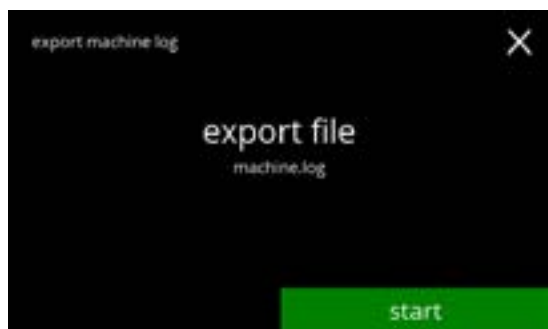 export machine log
export file
machine.log
start